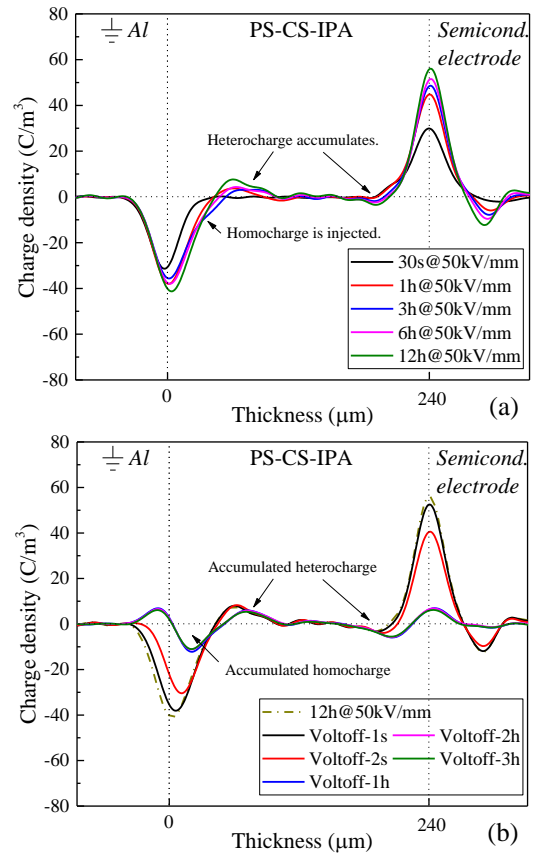 80
60
40
20
0
-20
-40
-60
-80
Charge density (C/m³)
Al
PS-CS-IPA
Semicond.
electrode
Heterocharge accumulates.
Homocharge is injected.
30s@50kV/mm
1h@50kV/mm
3h@50kV/mm
6h@50kV/mm
12h@50kV/mm
0
240
Thickness (μm)
(a)
80
60
40
20
0
-20
-40
-60
-80
Charge density (C/m³)
Al
PS-CS-IPA
Semicond.
electrode
Accumulated heterocharge
Accumulated homocharge
12h@50kV/mm
Voltoff-1s
Voltoff-2h
Voltoff-2s
Voltoff-3h
Voltoff-1h
0
240
Thickness (μm)
(b)